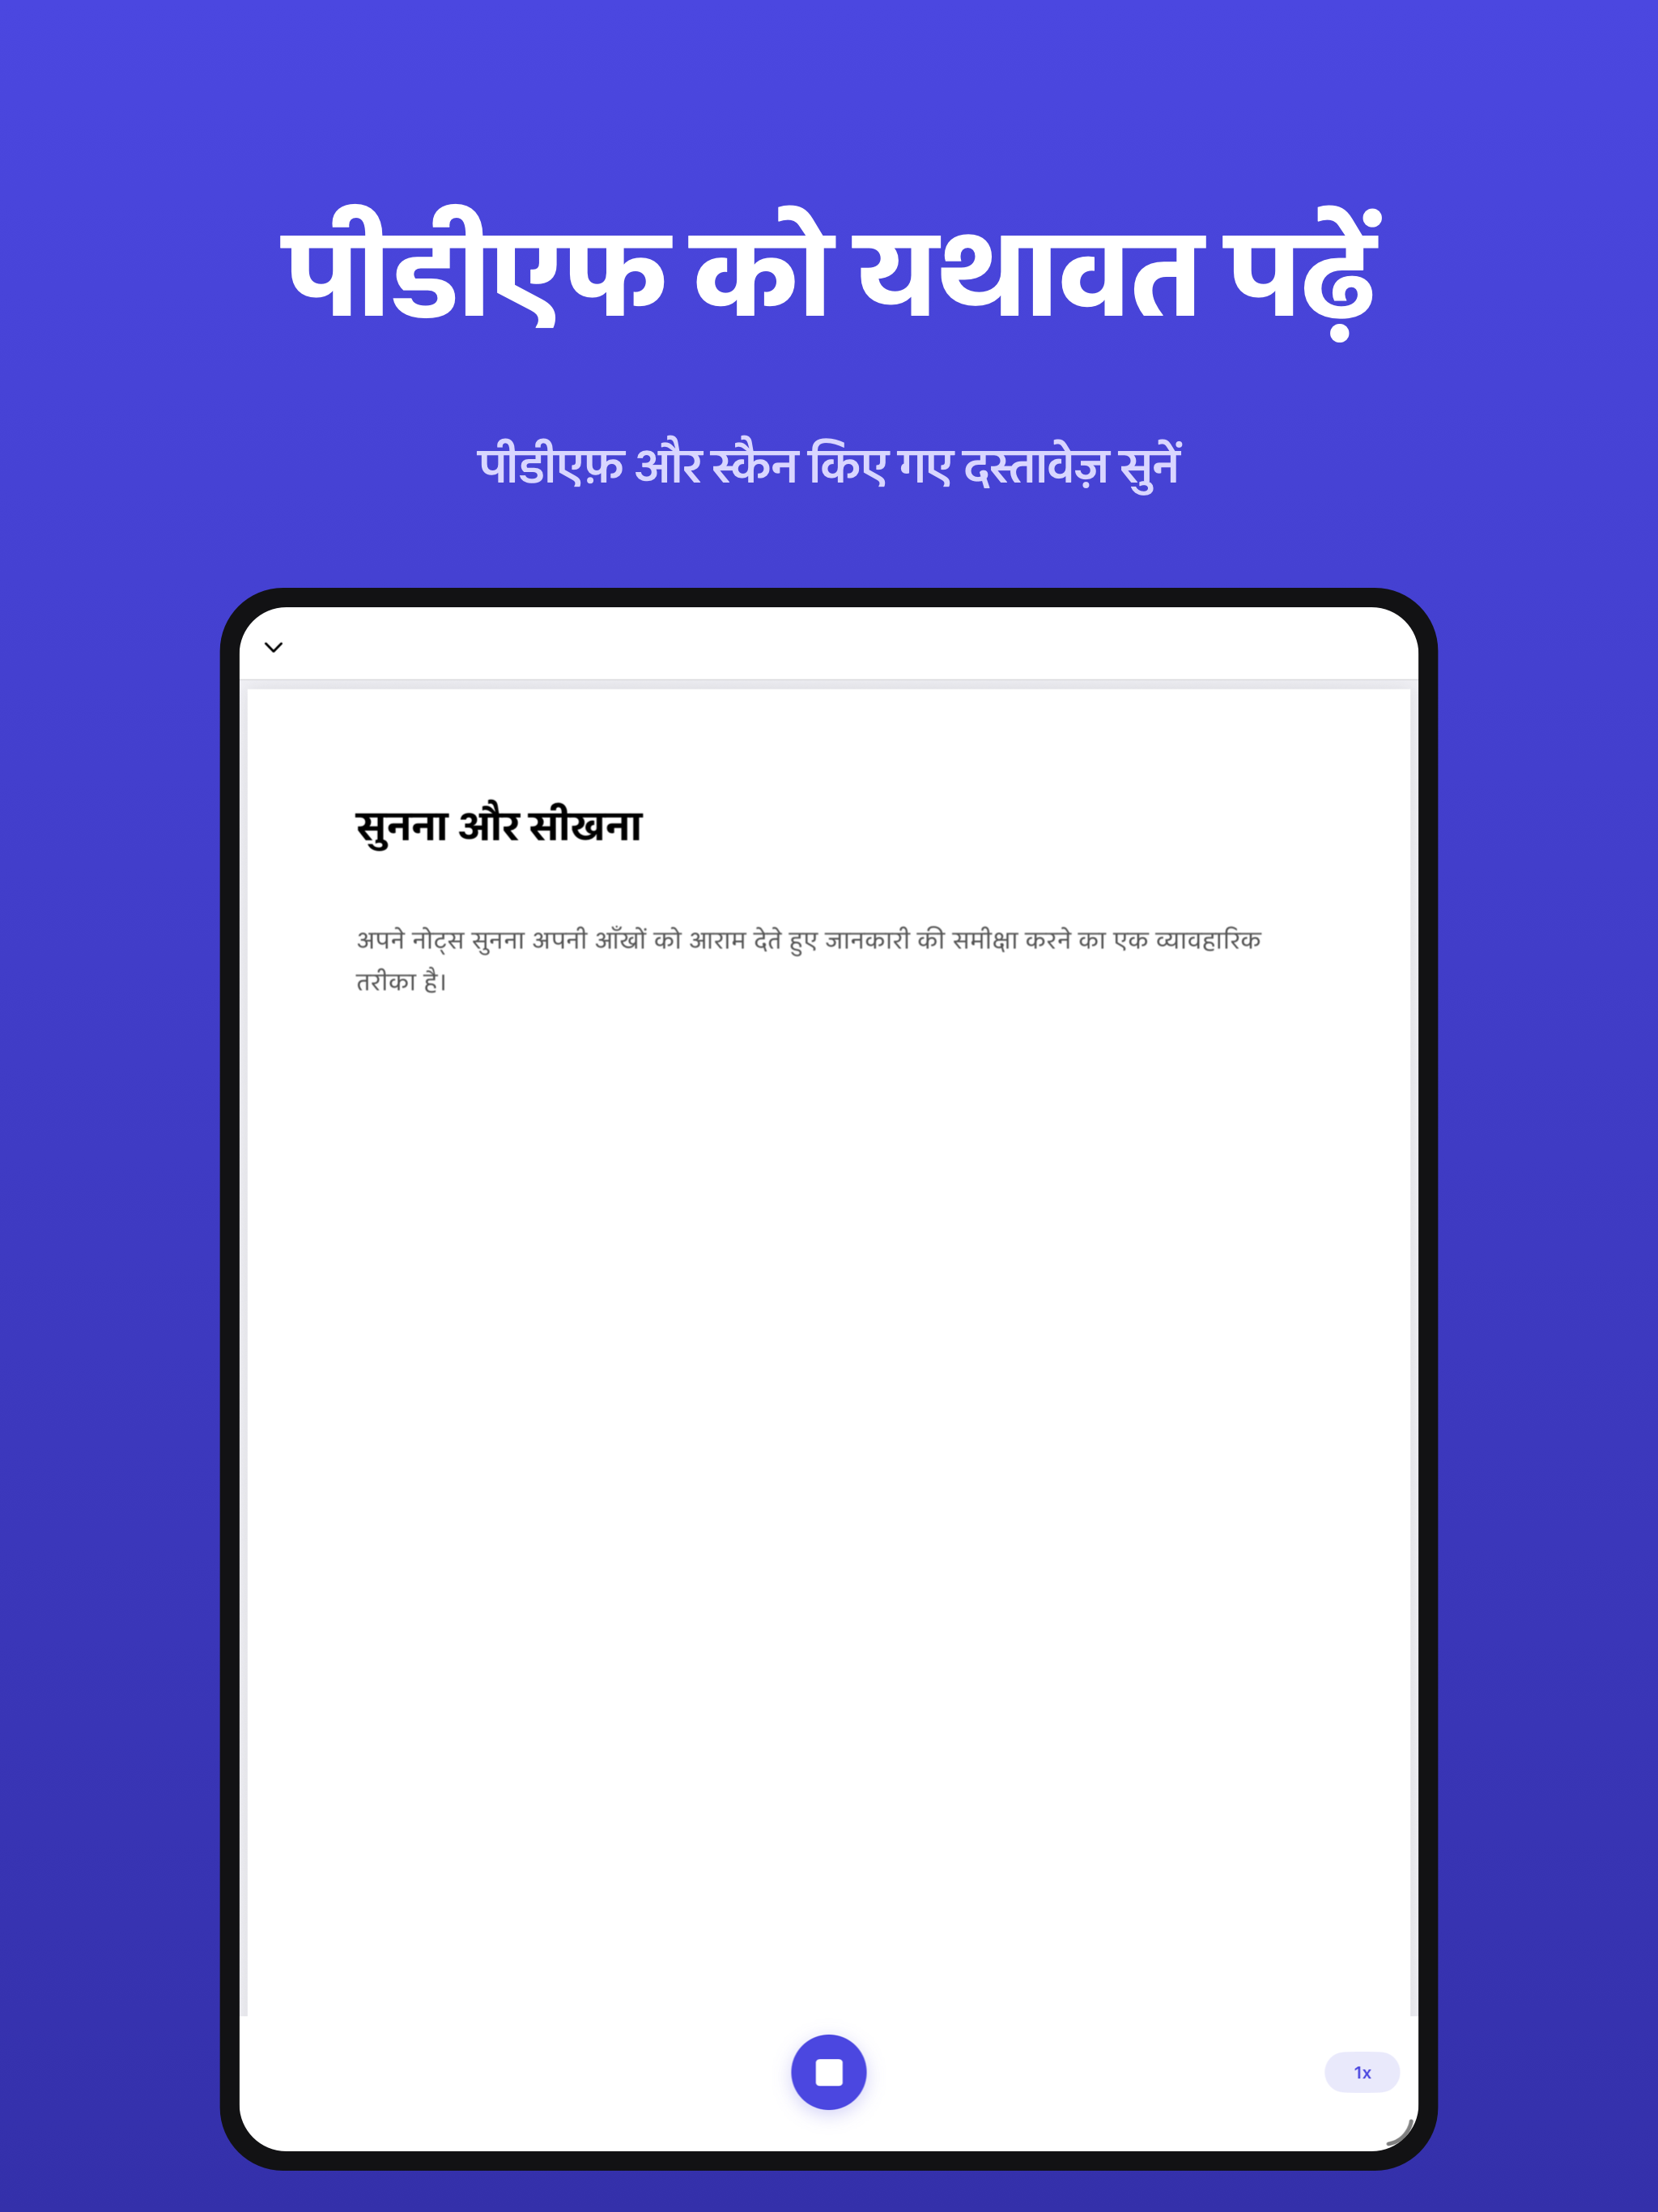 पीडीएफ को यथावत पढ़ें
पीडीएफ़ और स्कैन किए गए दस्तावेज़ सुनें
सुनना और सीखना
अपने नोट्स सुनना अपनी आँखों को आराम देते हुए जानकारी की समीक्षा करने का एक व्यावहारिक
तरीका है।
1x